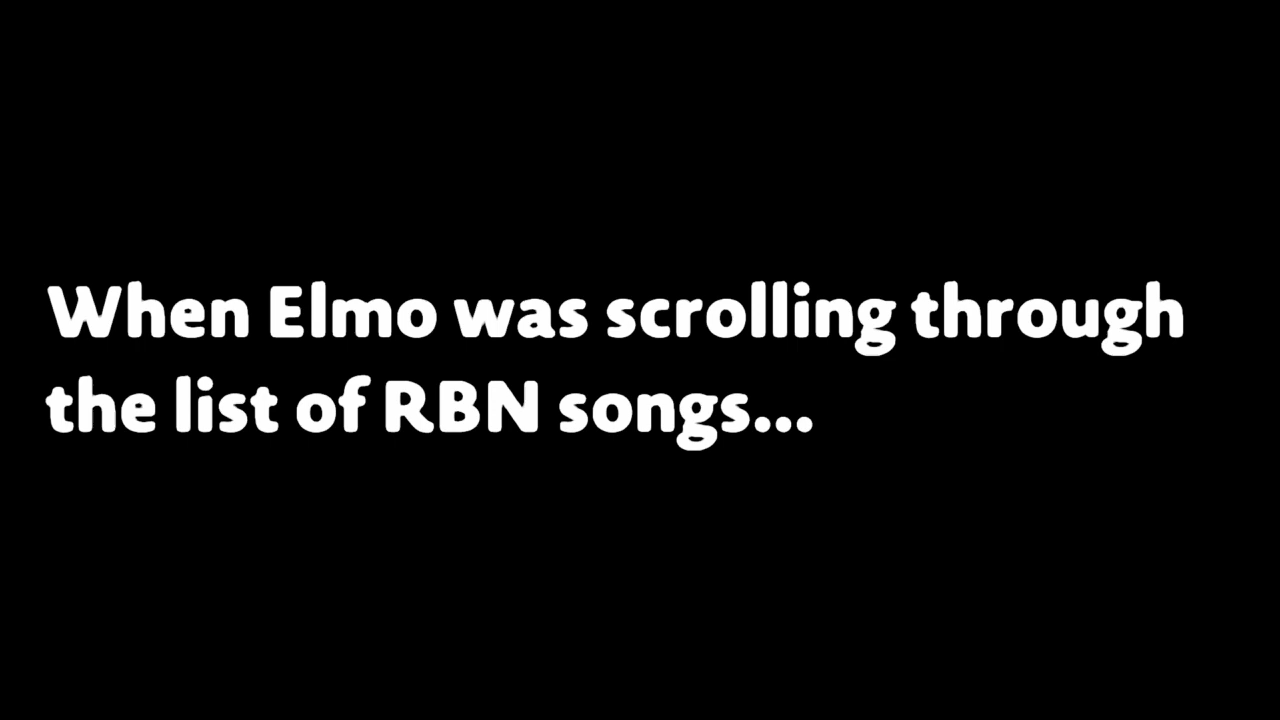 When Elmo was scrolling through
the list of RBN songs...